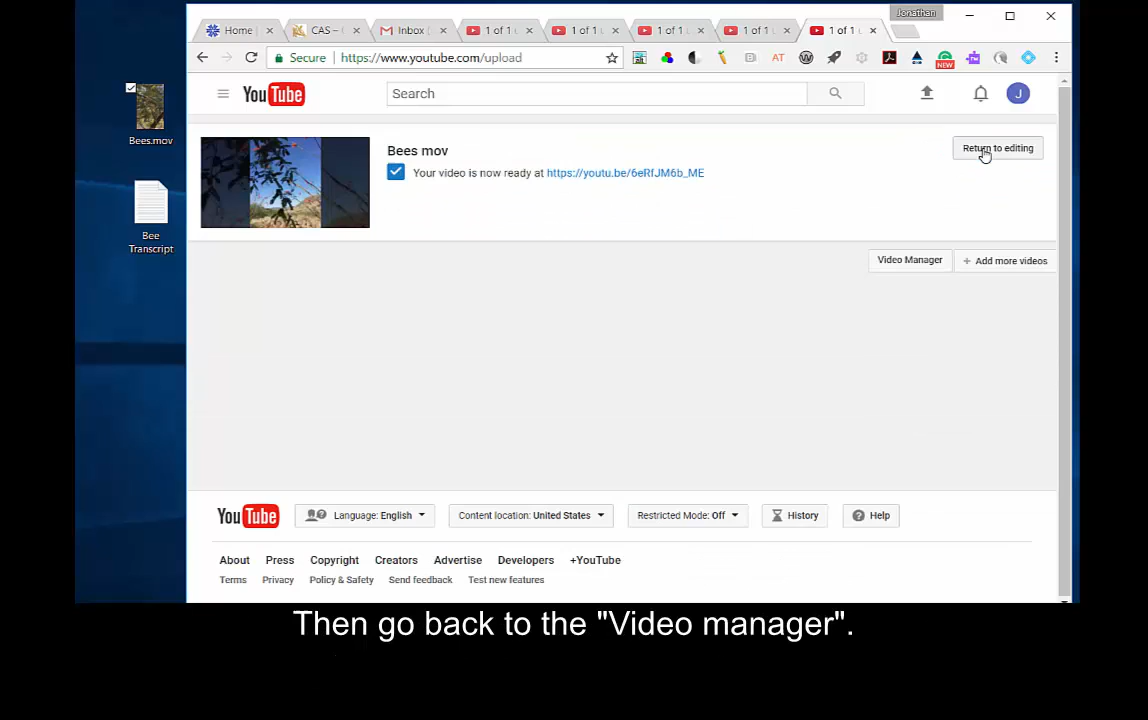 Jonathan
Home
CAS –
Inbox (
1 of 1 u
1 of 1 u
1 of 1 u
1 of 1 u
1 of 1 u
Secure
https://www.youtube.com/upload
AT
NEW
YouTube
Search
J
Bees.mov
Bees mov
Return to editing
Your video is now ready at https://youtu.be/6eRfJM6b_ME
Bee
Transcript
Video Manager
+ Add more videos
YouTube
Language: English
Content location: United States
Restricted Mode: Off
History
Help
About
Press
Copyright
Creators
Advertise
Developers
+YouTube
Terms
Privacy
Policy & Safety
Send feedback
Test new features
Then go back to the "Video manager".